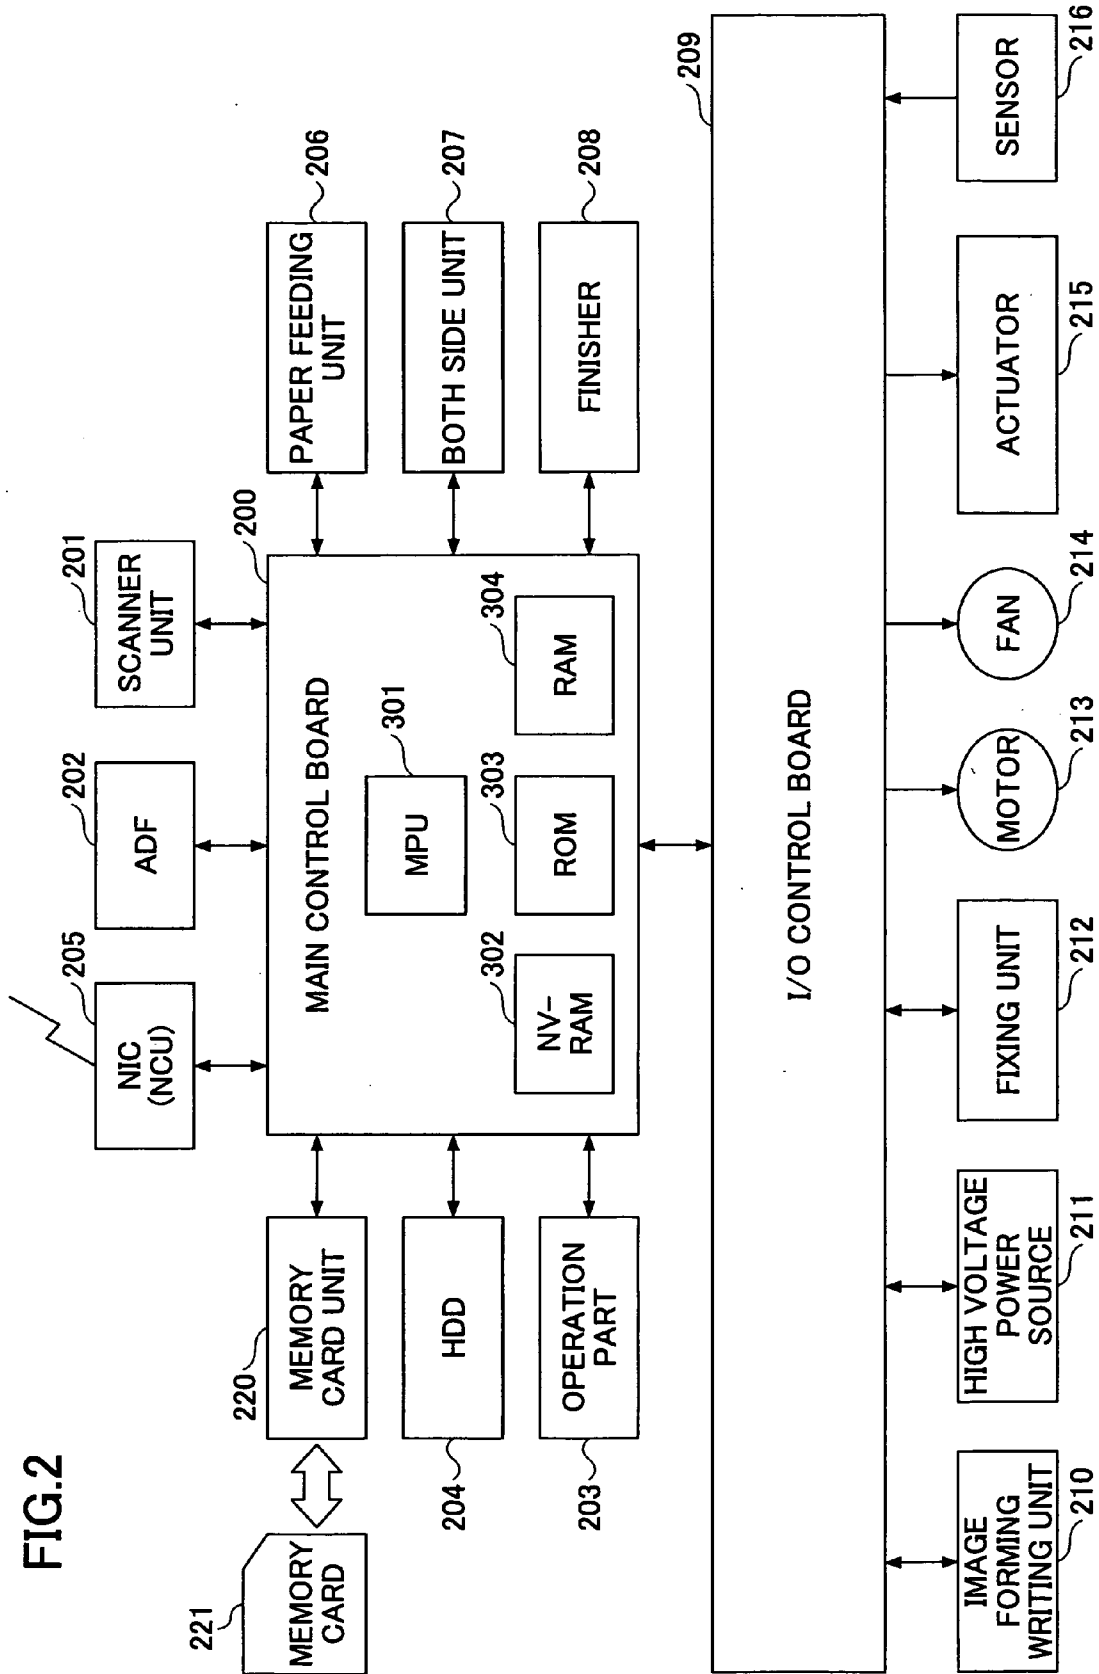 FIG.2
221
MEMORY
CARD
220
MEMORY
CARD UNIT
204
HDD
203
OPERATION
PART
205
NIC
(NCU)
202
ADF
201
SCANNER
UNIT
200
MAIN CONTROL BOARD
301
MPU
302
NV-
RAM
303
ROM
304
RAM
206
PAPER FEEDING
UNIT
207
BOTH SIDE UNIT
208
FINISHER
209
I/O CONTROL BOARD
IMAGE
FORMING
WRITING UNIT
210
HIGH VOLTAGE
POWER
SOURCE
211
FIXING UNIT
212
MOTOR
213
FAN
214
ACTUATOR
215
SENSOR
216